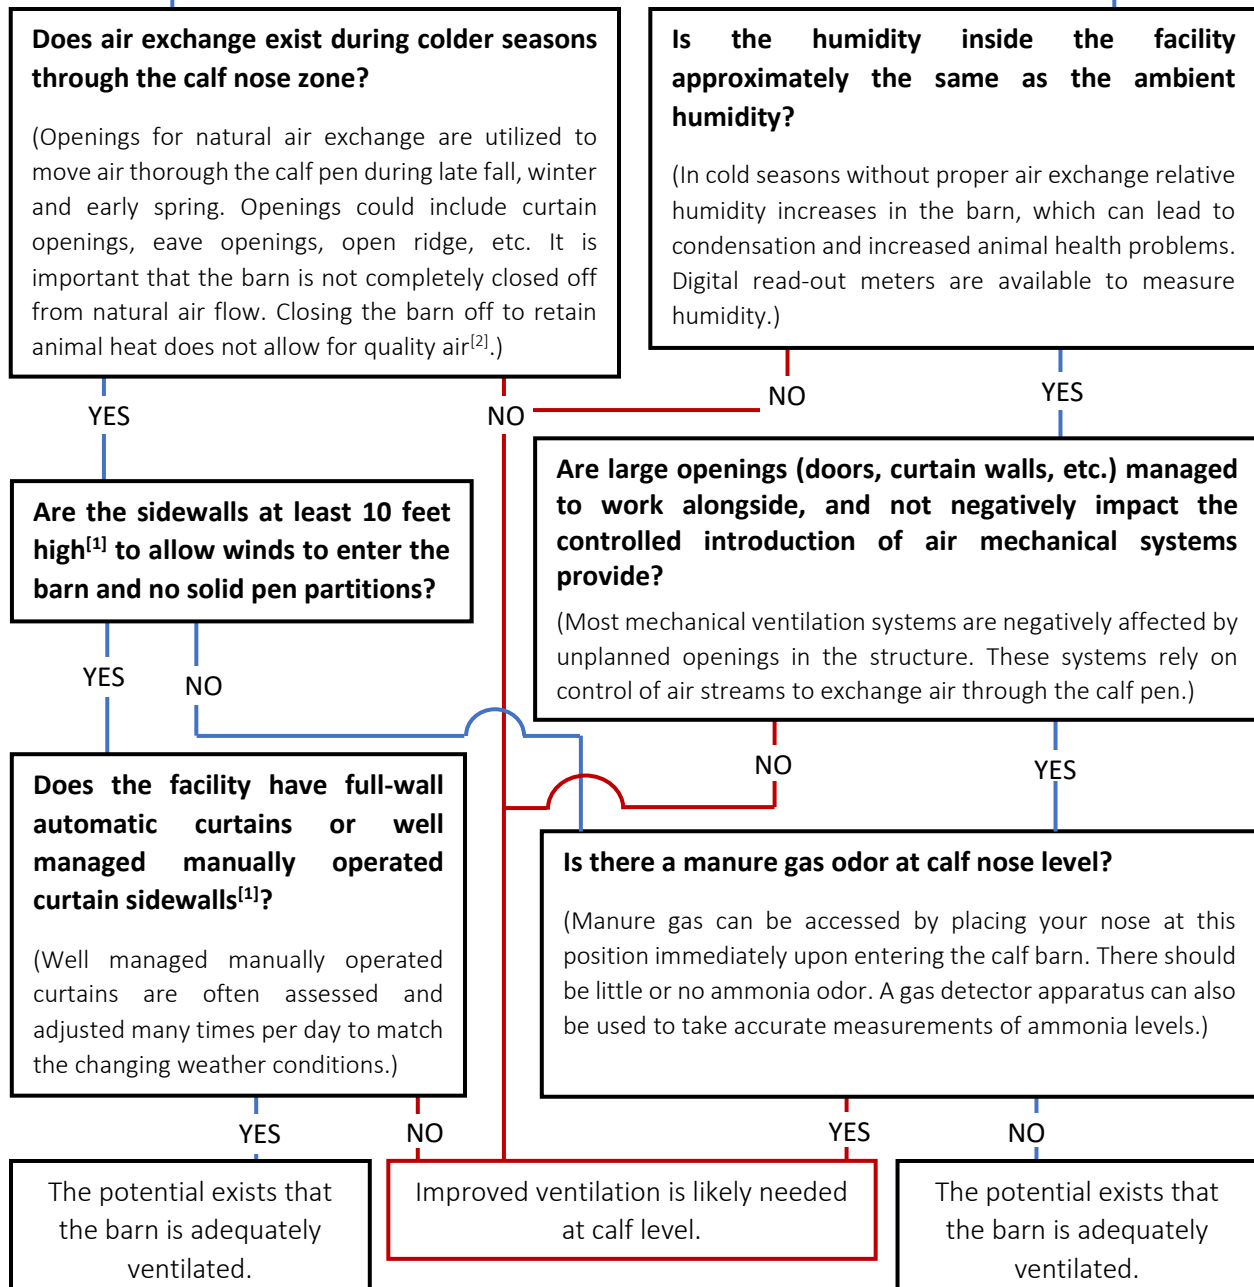 Does air exchange exist during colder seasons
through the calf nose zone?
(Openings for natural air exchange are utilized to
move air thorough the calf pen during late fall, winter
and early spring. Openings could include curtain
openings, eave openings, open ridge, etc. It is
important that the barn is not completely closed off
from natural air flow. Closing the barn off to retain
animal heat does not allow for quality air[2].)
Is the humidity inside the facility
approximately the same as the ambient
humidity?
(In cold seasons without proper air exchange relative
humidity increases in the barn, which can lead to
condensation and increased animal health problems.
Digital read-out meters are available to measure
humidity.)
YES
NO
NO
YES
Are the sidewalls at least 10 feet
high[1] to allow winds to enter the
barn and no solid pen partitions?
Are large openings (doors, curtain walls, etc.) managed
to work alongside, and not negatively impact the
controlled introduction of air mechanical systems
provide?
(Most mechanical ventilation systems are negatively affected by
unplanned openings in the structure. These systems rely on
control of air streams to exchange air through the calf pen.)
YES
NO
NO
YES
Does the facility have full-wall
automatic curtains or well
managed manually operated
curtain sidewalls[1]?
(Well managed manually operated
curtains are often assessed and
adjusted many times per day to match
the changing weather conditions.)
Is there a manure gas odor at calf nose level?
(Manure gas can be accessed by placing your nose at this
position immediately upon entering the calf barn. There should
be little or no ammonia odor. A gas detector apparatus can also
be used to take accurate measurements of ammonia levels.)
YES
NO
YES
NO
The potential exists that
the barn is adequately
ventilated.
Improved ventilation is likely needed
at calf level.
The potential exists that
the barn is adequately
ventilated.